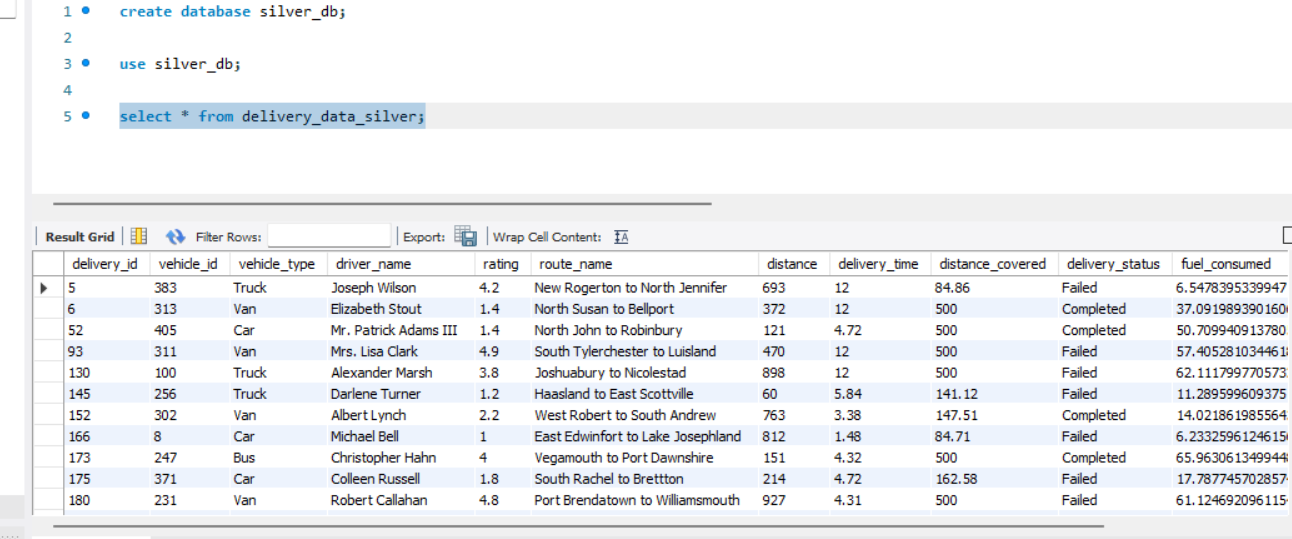 1 create database silver_db;
2
3 use silver_db;
4
5 select * from delivery_data_silver;
Result Grid Filter Rows: Export: Wrap Cell Content:
delivery_id vehicle_id vehicle_type driver_name rating route_name distance delivery_time distance_covered delivery_status fuel_consumed
5 383 Truck Joseph Wilson 4.2 New Rogerton to North Jennifer 693 12 84.86 Failed 6.5478395339947
6 313 Van Elizabeth Stout 1.4 North Susan to Bellport 372 12 500 Completed 37.091989390160
52 405 Car Mr. Patrick Adams III 1.4 North John to Robinbury 121 4.72 500 Completed 50.709940913780
93 311 Van Mrs. Lisa Clark 4.9 South Tylerchester to Luisland 470 12 500 Failed 57.405281034461
130 100 Truck Alexander Marsh 3.8 Joshuabury to Nicolestad 898 12 500 Failed 62.111799770573
145 256 Truck Darlene Turner 1.2 Haasland to East Scottville 60 5.84 141.12 Failed 11.289599609375
152 302 Van Albert Lynch 2.2 West Robert to South Andrew 763 3.38 147.51 Completed 14.021861985564
166 8 Car Michael Bell 1 East Edwinfort to Lake Josephland 812 1.48 84.71 Failed 6.2332596124615
173 247 Bus Christopher Hahn 4 Vegamouth to Port Dawnshire 151 4.32 500 Completed 65.963061349944
175 371 Car Colleen Russell 1.8 South Rachel to Brettton 214 4.72 162.58 Failed 17.787745702857
180 231 Van Robert Callahan 4.8 Port Brendatown to Williamsmouth 927 4.31 500 Failed 61.124692096115